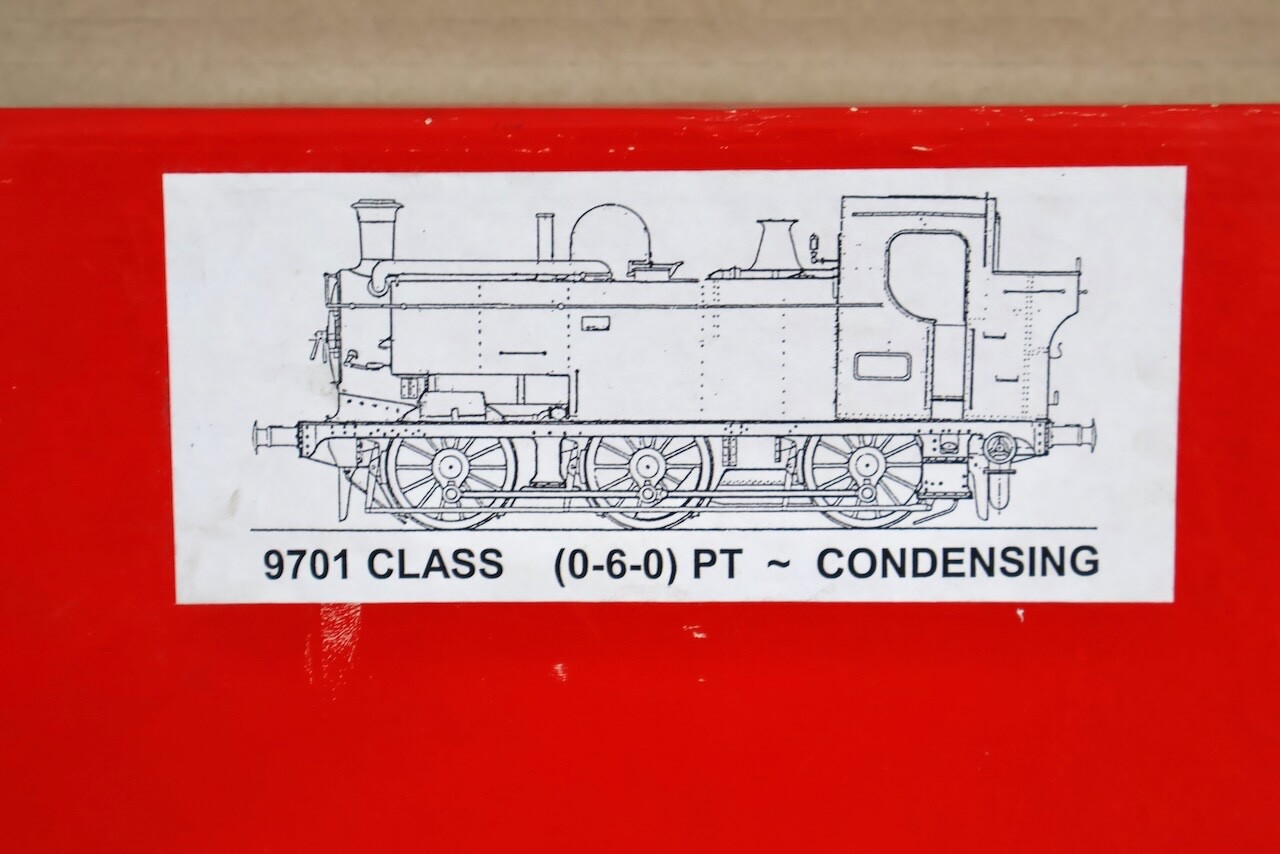 9701 CLASS (0-6-0) PT ~ CONDENSING